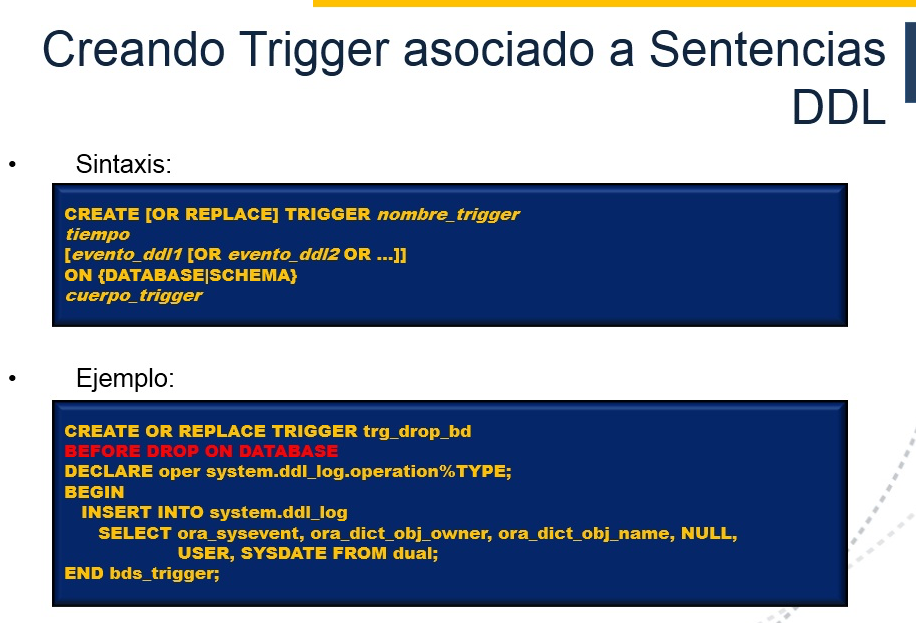 Creando Trigger asociado a Sentencias
DDL
• Sintaxis:
CREATE [OR REPLACE] TRIGGER nombre_trigger
tiempo
[evento_ddl1 [OR evento_ddl2 OR ...]]
ON {DATABASE|SCHEMA}
cuerpo_trigger
• Ejemplo:
CREATE OR REPLACE TRIGGER trg_drop_bd
BEFORE DROP ON DATABASE
DECLARE oper system.ddl_log.operation%TYPE;
BEGIN
INSERT INTO system.ddl_log
SELECT ora_sysevent, ora_dict_obj_owner, ora_dict_obj_name, NULL,
USER, SYSDATE FROM dual;
END bds_trigger;